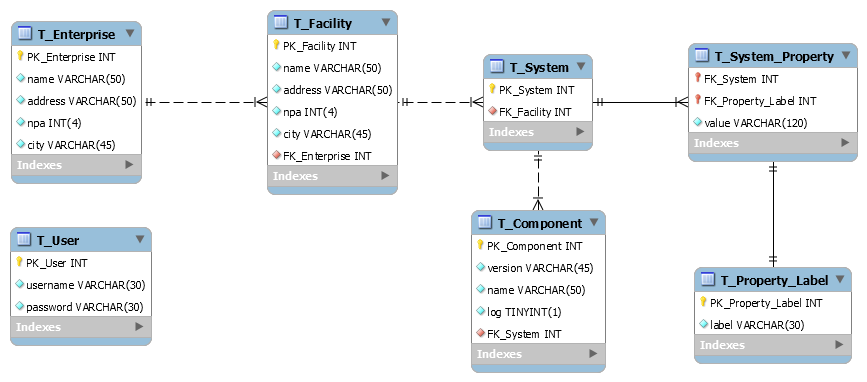 T_Enterprise
PK_Enterprise INT
name VARCHAR(50)
address VARCHAR(50)
npa INT(4)
city VARCHAR(45)
Indexes
T_Facility
PK_Facility INT
name VARCHAR(50)
address VARCHAR(50)
npa INT(4)
city VARCHAR(45)
FK_Enterprise INT
Indexes
T_System
PK_System INT
FK_Facility INT
Indexes
T_System_Property
FK_System INT
FK_Property_Label INT
value VARCHAR(120)
Indexes
T_User
PK_User INT
username VARCHAR(30)
password VARCHAR(30)
Indexes
T_Component
PK_Component INT
version VARCHAR(45)
name VARCHAR(50)
log TINYINT(1)
FK_System INT
Indexes
T_Property_Label
PK_Property_Label INT
label VARCHAR(30)
Indexes